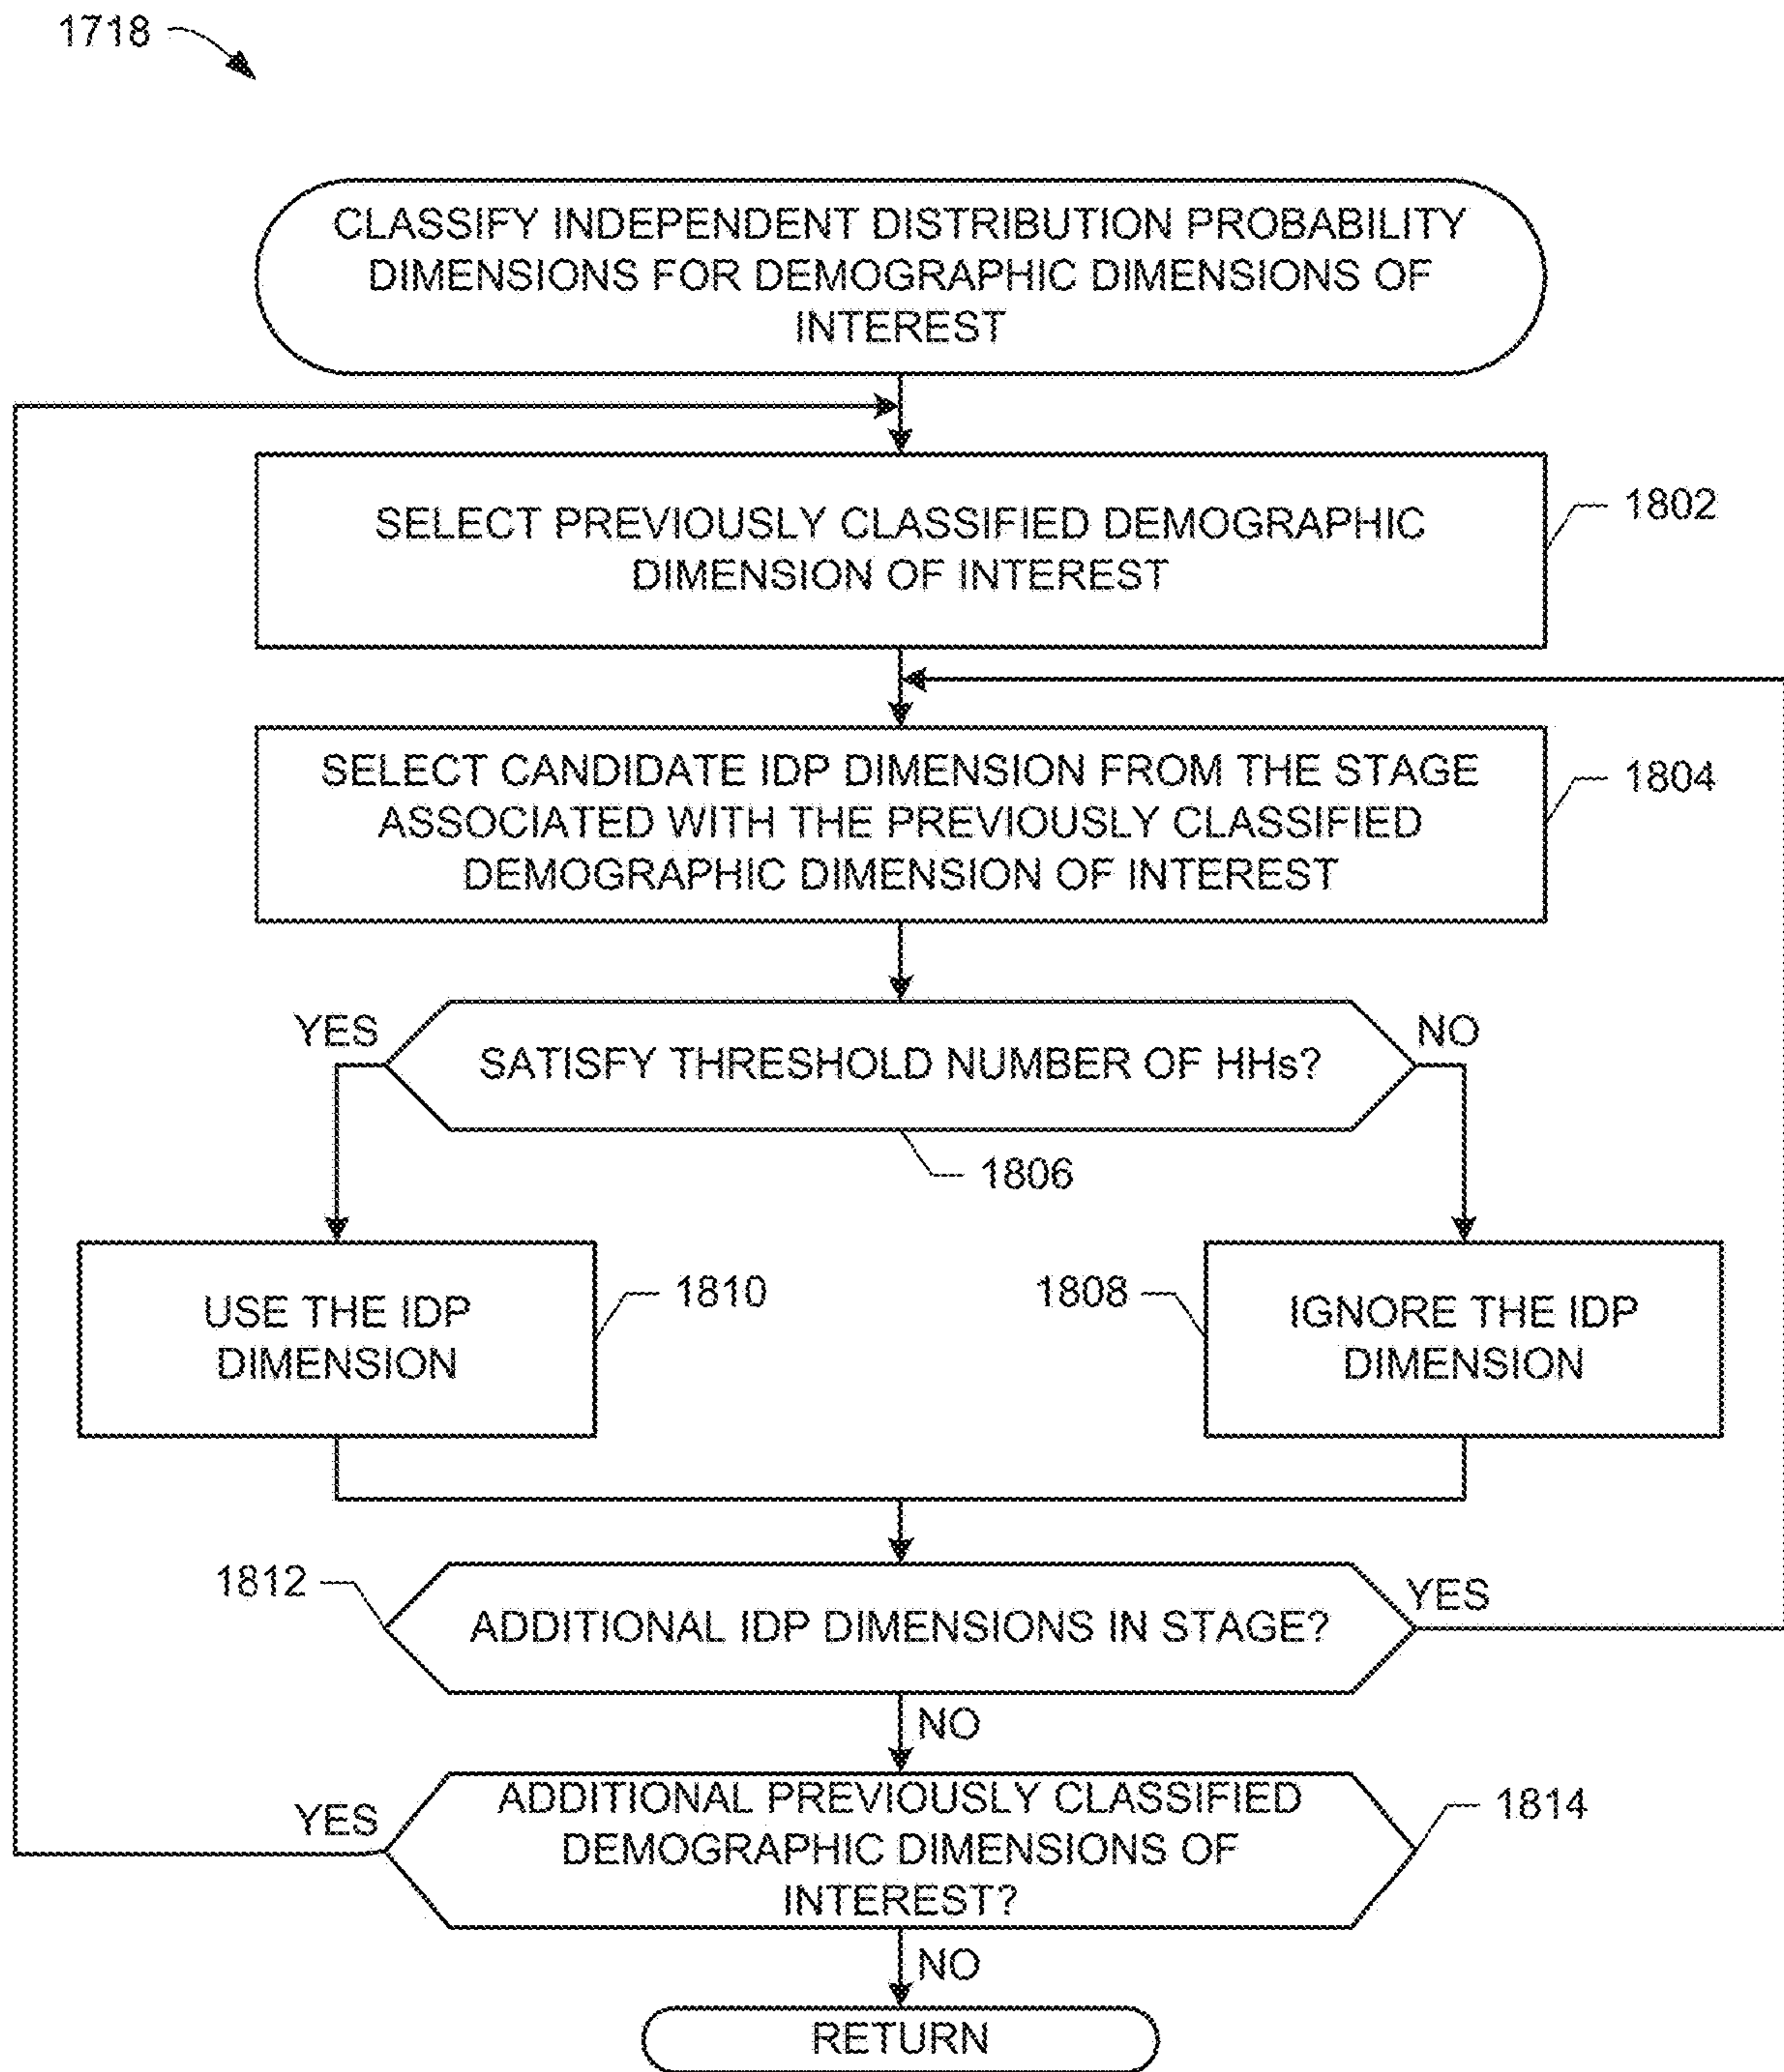 1718
CLASSIFY INDEPENDENT DISTRIBUTION PROBABILITY
DIMENSIONS FOR DEMOGRAPHIC DIMENSIONS OF
INTEREST
SELECT PREVIOUSLY CLASSIFIED DEMOGRAPHIC
DIMENSION OF INTEREST
1802
SELECT CANDIDATE IDP DIMENSION FROM THE STAGE
ASSOCIATED WITH THE PREVIOUSLY CLASSIFIED
DEMOGRAPHIC DIMENSION OF INTEREST
1804
YES
SATISFY THRESHOLD NUMBER OF HHs?
NO
1806
USE THE IDP
DIMENSION
1810
1808
IGNORE THE IDP
DIMENSION
1812
ADDITIONAL IDP DIMENSIONS IN STAGE?
YES
NO
YES
ADDITIONAL PREVIOUSLY CLASSIFIED
DEMOGRAPHIC DIMENSIONS OF
INTEREST?
1814
NO
RETURN